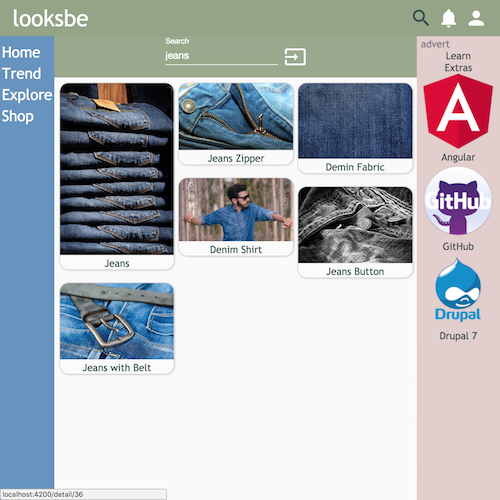 looksbe
Home
Trend
Explore
Shop
Search
jeans
Jeans
Jeans Zipper
Demin Fabric
Denim Shirt
Jeans Button
Jeans with Belt
advert
Learn
Extras
Angular
GitHub
GitHub
Drupal
Drupal 7
localhost:4200/detail/36